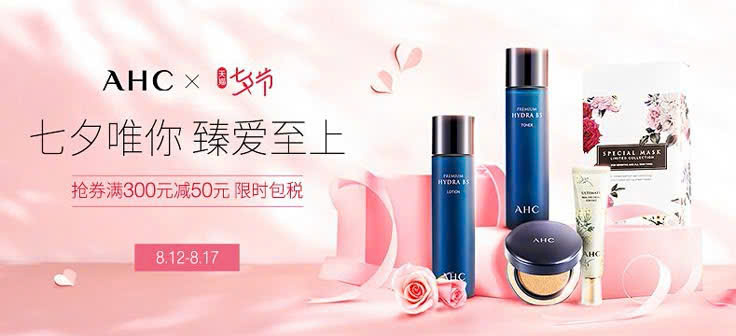 AHC × 天猫 七夕节
七夕唯你 臻爱至上
抢券满300元减50元 限时包税
8.12-8.17
PREMIUM
HYDRA B5
LOTION
AHC
PREMIUM
HYDRA B5
TONER
AHC
AHC
SPECIAL MASK
LIMITED COLLECTION
ULTIMATE
AHC